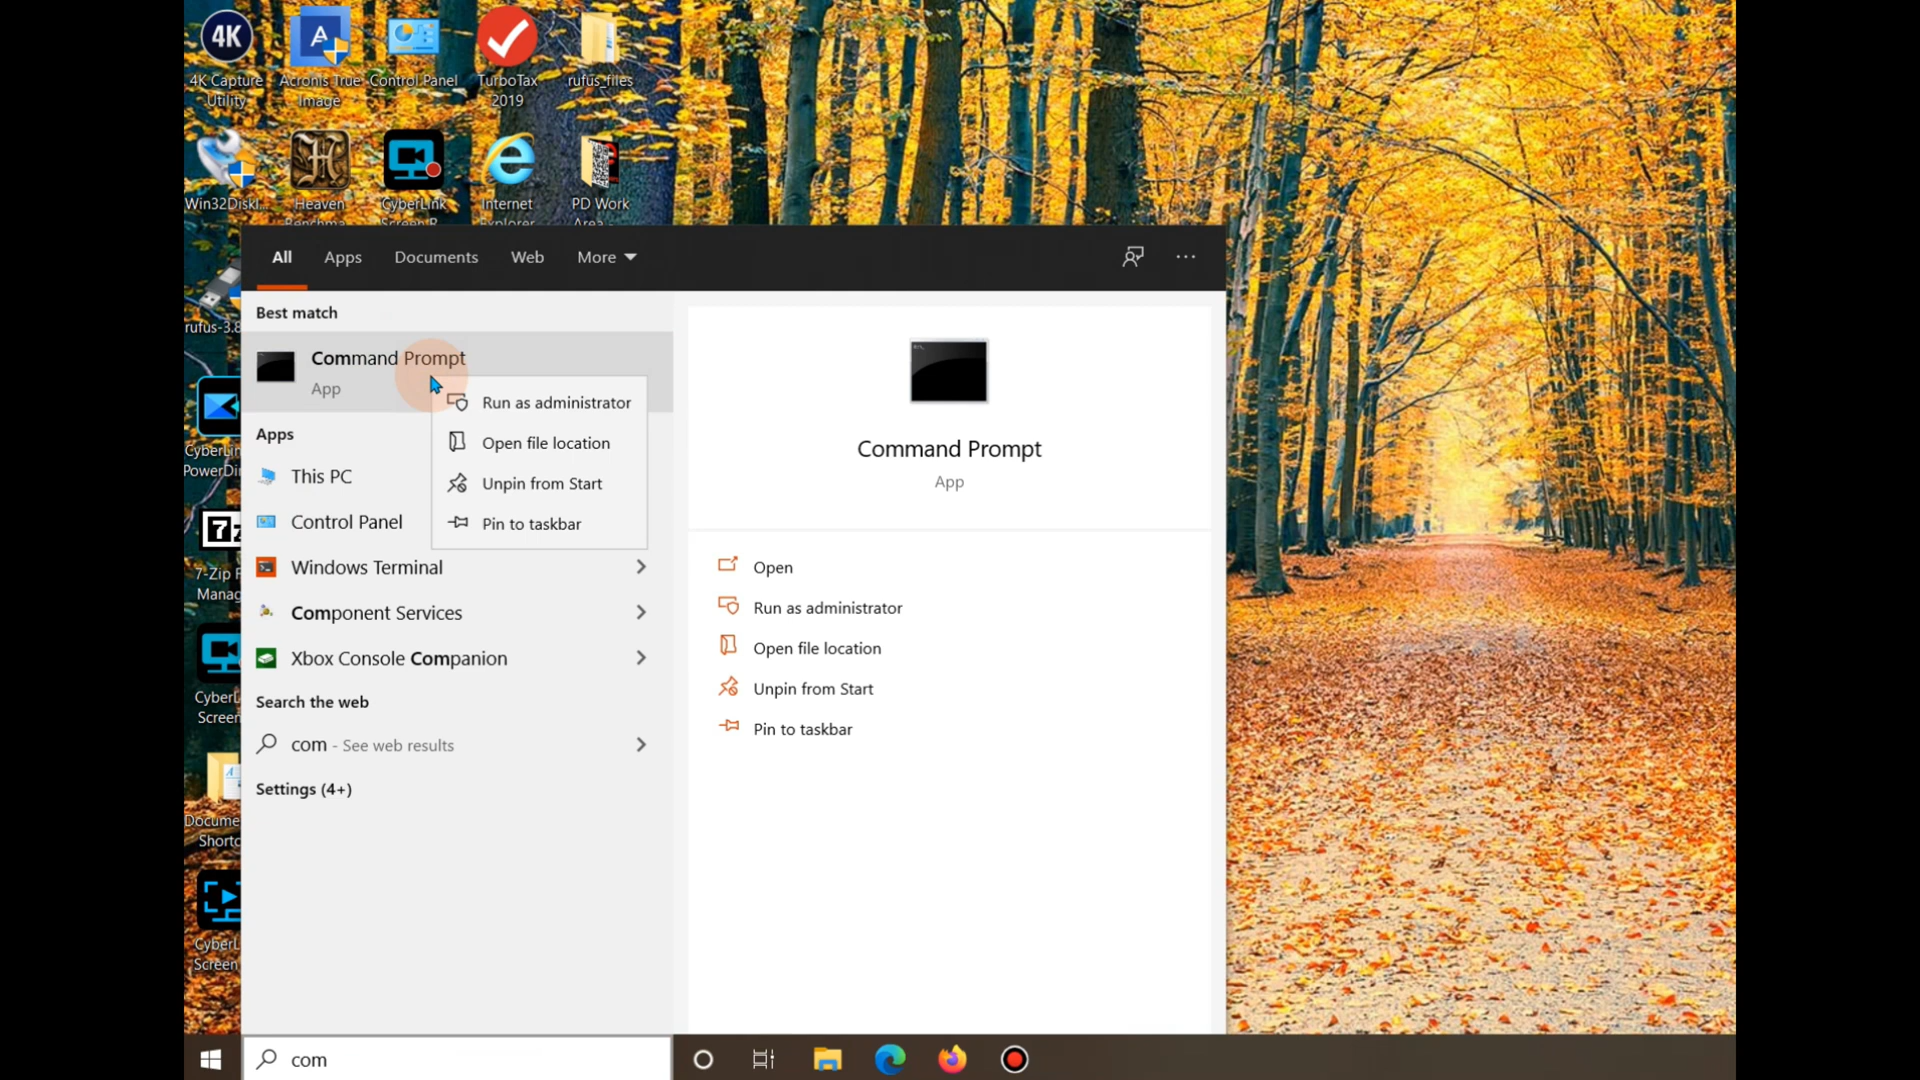 4K
4K Capture
Utility
Acronis True
Image
Control Panel
TurboTax
2019
rufus_files
Win32DiskI...
Heaven
Benchma
CyberLink
Screen R
Internet
Explorer
PD Work
Area -
All
Apps
Documents
Web
More
rufus-3.8
Best match
Command Prompt
App
Run as administrator
Open file location
Unpin from Start
Pin to taskbar
Apps
This PC
Control Panel
Windows Terminal
Component Services
Xbox Console Companion
Search the web
com - See web results
Settings (4+)
Command Prompt
App
Open
Run as administrator
Open file location
Unpin from Start
Pin to taskbar
CyberLin
PowerDir
7z
7-Zip F
Manag
CyberL
Screen
Docume
Shortc
CyberL
Screen
com